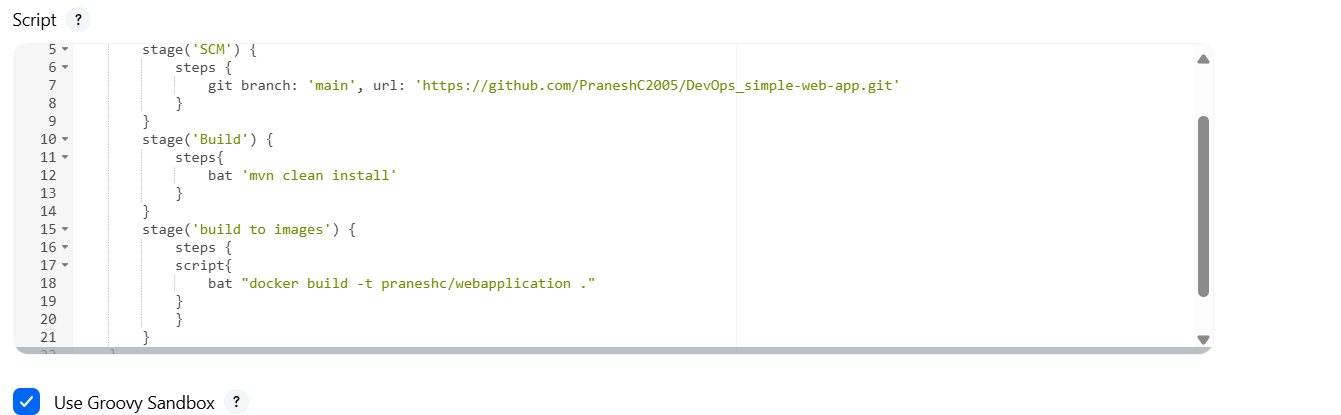 Script ?
5 stage('SCM') {
6 steps {
7 git branch: 'main', url: 'https://github.com/PraneshC2005/DevOps_simple-web-app.git'
8 }
9 }
10 stage('Build') {
11 steps{
12 bat 'mvn clean install'
13 }
14 }
15 stage('build to images') {
16 steps {
17 script{
18 bat "docker build -t praneshc/webapplication ."
19 }
20 }
21 }
Use Groovy Sandbox ?